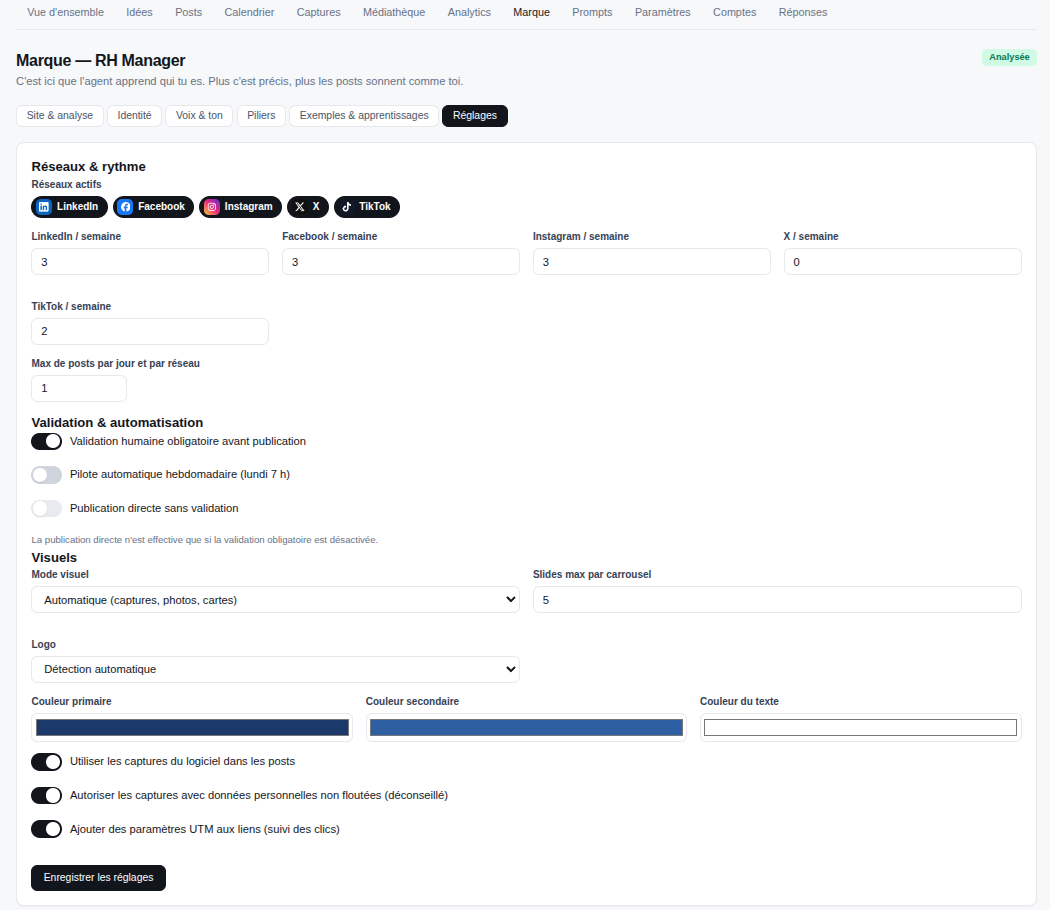 Vue d'ensemble Idées Posts Calendrier Captures Médiathèque Analytics Marque Prompts Paramètres Comptes Réponses
Marque — RH Manager
Analysée
C'est ici que l'agent apprend qui tu es. Plus c'est précis, plus les posts sonnent comme toi.
Site & analyse Identité Voix & ton Piliers Exemples & apprentissages Réglages
Réseaux & rythme
Réseaux actifs
LinkedIn Facebook Instagram X TikTok
LinkedIn / semaine Facebook / semaine Instagram / semaine X / semaine
3 3 3 0
TikTok / semaine
2
Max de posts par jour et par réseau
1
Validation & automatisation
Validation humaine obligatoire avant publication
Pilote automatique hebdomadaire (lundi 7 h)
Publication directe sans validation
La publication directe n'est effective que si la validation obligatoire est désactivée.
Visuels
Mode visuel Slides max par carrousel
Automatique (captures, photos, cartes) 5
Logo
Détection automatique
Couleur primaire Couleur secondaire Couleur du texte
Utiliser les captures du logiciel dans les posts
Autoriser les captures avec données personnelles non floutées (déconseillé)
Ajouter des paramètres UTM aux liens (suivi des clics)
Enregistrer les réglages